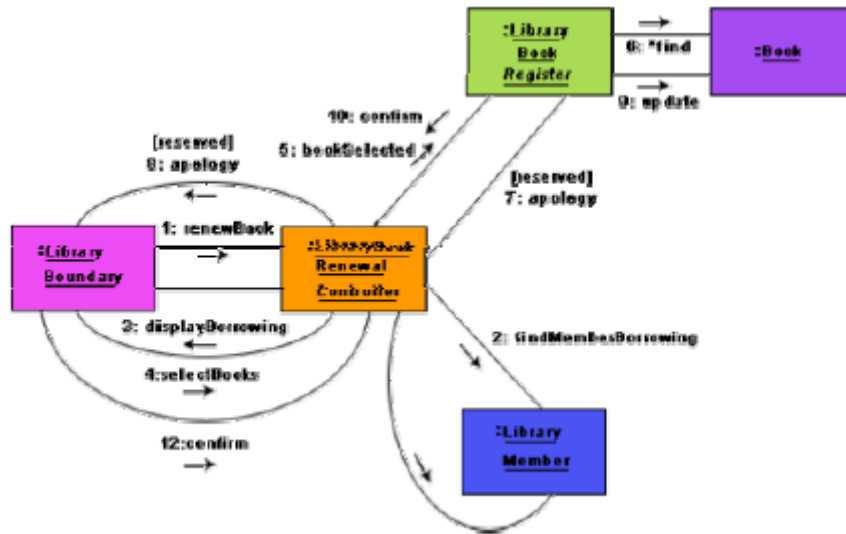 :Library
Book
Register
6: *find
:Book
9: update
10: confirm
5: bookSelected
[reserved]
8: apology
[reserved]
7: apology
1: renewBook
:Library
Boundary
:LibraryBook
Renewal
Controller
3: displayBorrowing
2: findMemberBorrowing
4:selectBooks
:Library
Member
12:confirm